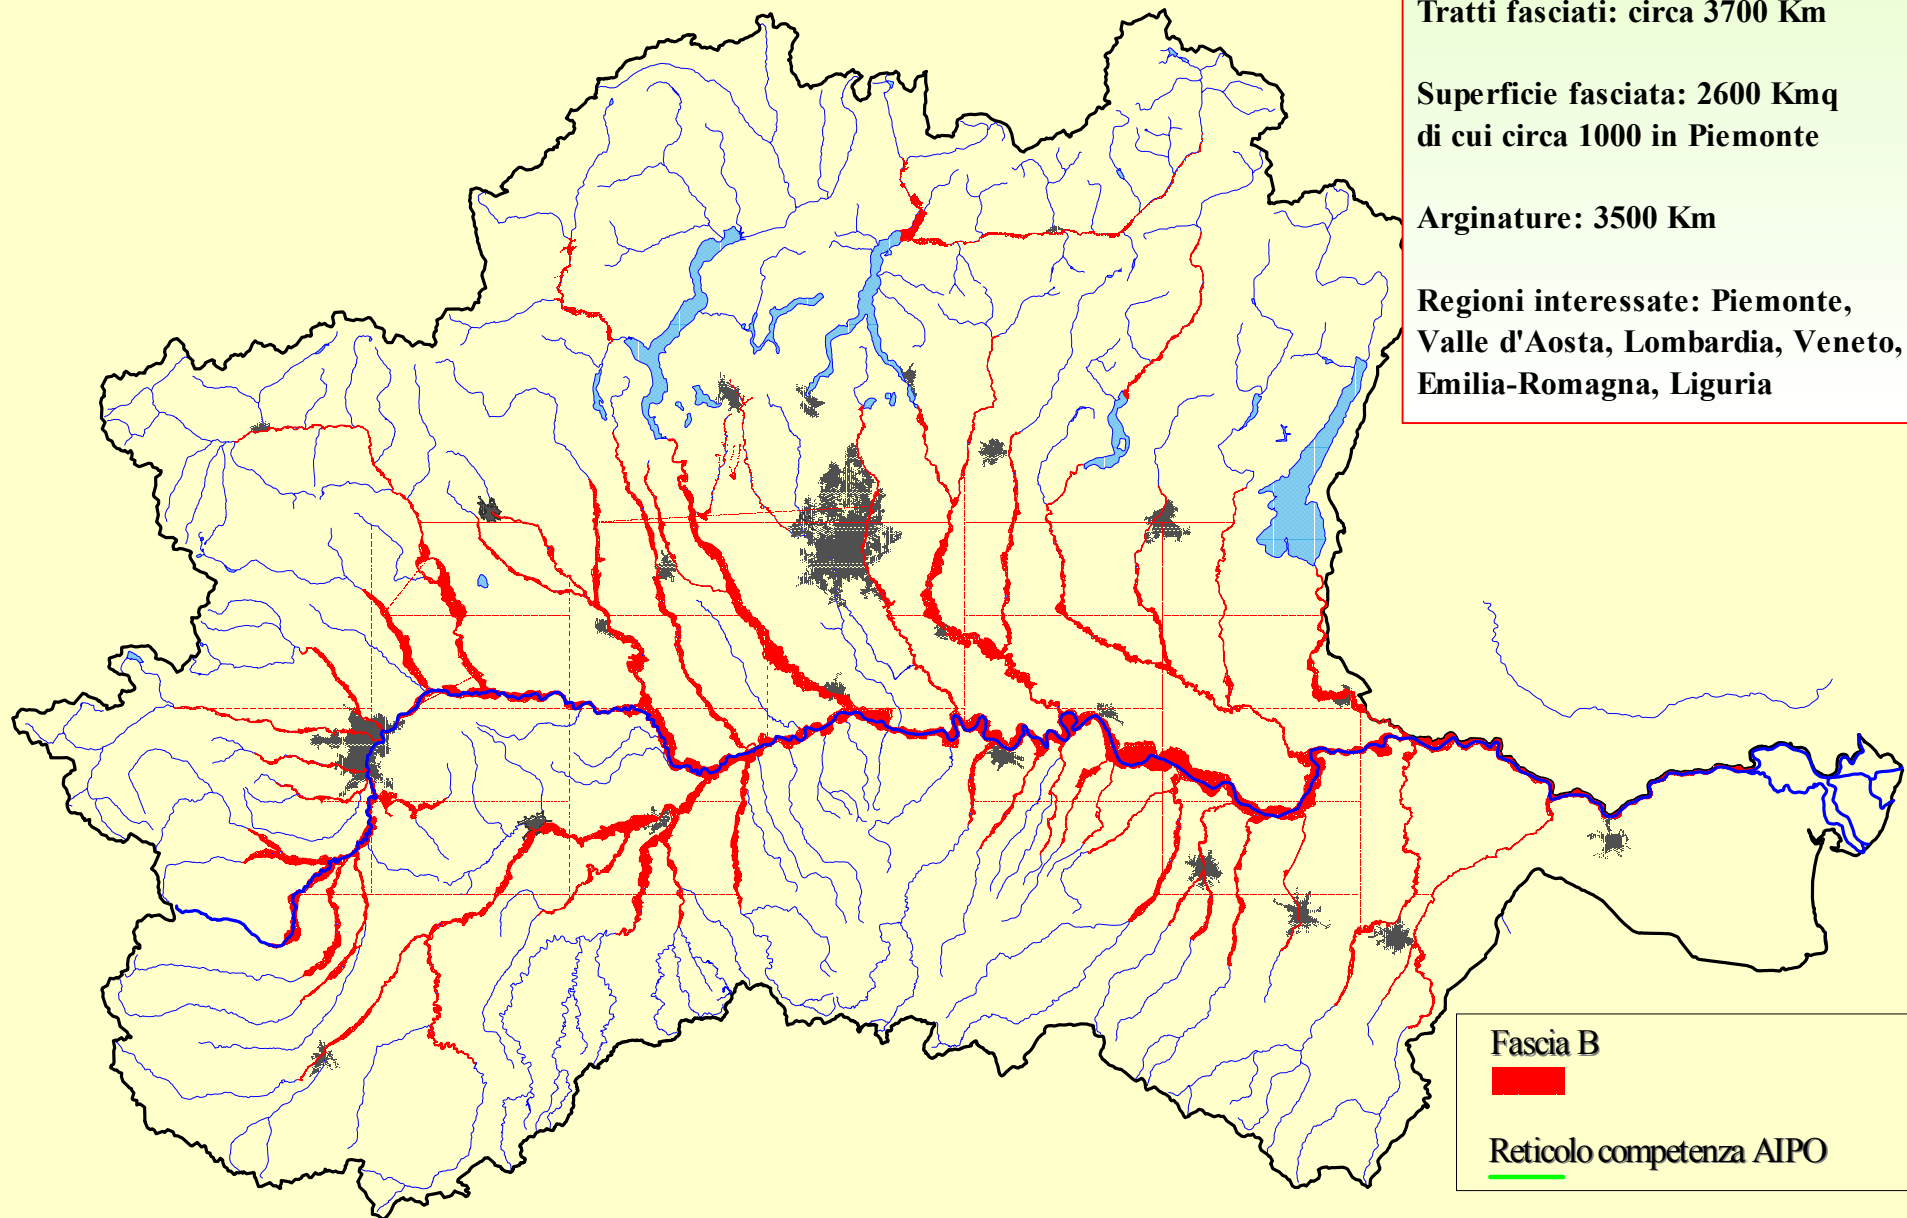 Tratti fasciati: circa 3700 Km
Superficie fasciata: 2600 Kmq
di cui circa 1000 in Piemonte
Arginature: 3500 Km
Regioni interessate: Piemonte,
Valle d'Aosta, Lombardia, Veneto,
Emilia-Romagna, Liguria
Fascia B
Reticolo competenza AIPO